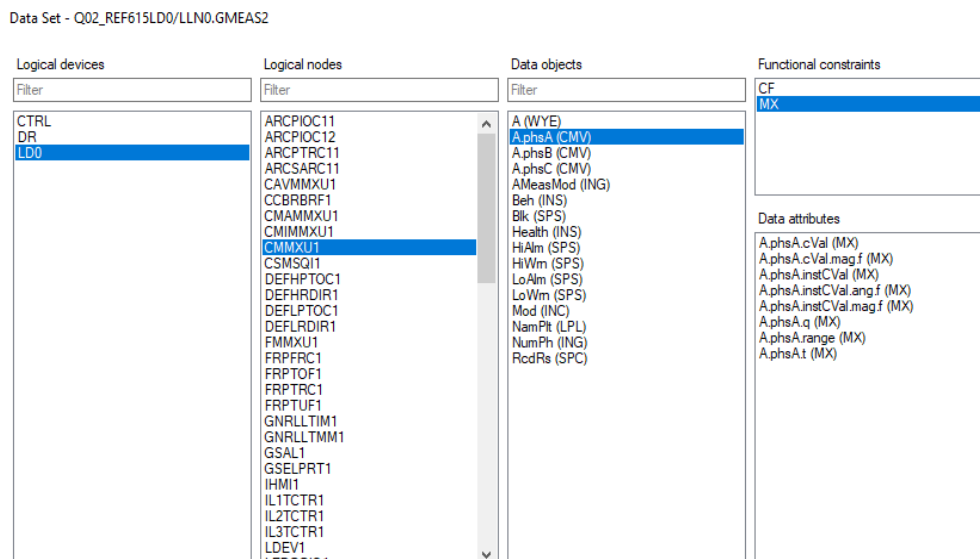 Data Set - Q02_REF615LD0/LLN0.GMEAS2
Logical devices
Filter
CTRL
DR
LD0
Logical nodes
Filter
ARCPIOC11
ARCPIOC12
ARCPTRC11
ARCSARC11
CAVMMXU1
CCBRBRF1
CMAMMXU1
CMIMMXU1
CMMXU1
CSMSQI1
DEFHPTOC1
DEFHRDIR1
DEFLPTOC1
DEFLRDIR1
FMMXU1
FRPFRC1
FRPTOF1
FRPTRC1
FRPTUF1
GNRLLTIM1
GNRLLTMM1
GSAL1
GSELPRT1
IHMI1
IL1TCTR1
IL2TCTR1
IL3TCTR1
LDEV1
Data objects
Filter
A (WYE)
A.phsA (CMV)
A.phsB (CMV)
A.phsC (CMV)
AMeasMod (ING)
Beh (INS)
Blk (SPS)
Health (INS)
HiAlm (SPS)
HiWrn (SPS)
LoAlm (SPS)
LoWrn (SPS)
Mod (INC)
NamPlt (LPL)
NumPh (ING)
RcdRs (SPC)
Functional constraints
CF
MX
Data attributes
A.phsA.cVal (MX)
A.phsA.cVal.mag.f (MX)
A.phsA.instCVal (MX)
A.phsA.instCVal.ang.f (MX)
A.phsA.instCVal.mag.f (MX)
A.phsA.q (MX)
A.phsA.range (MX)
A.phsA.t (MX)